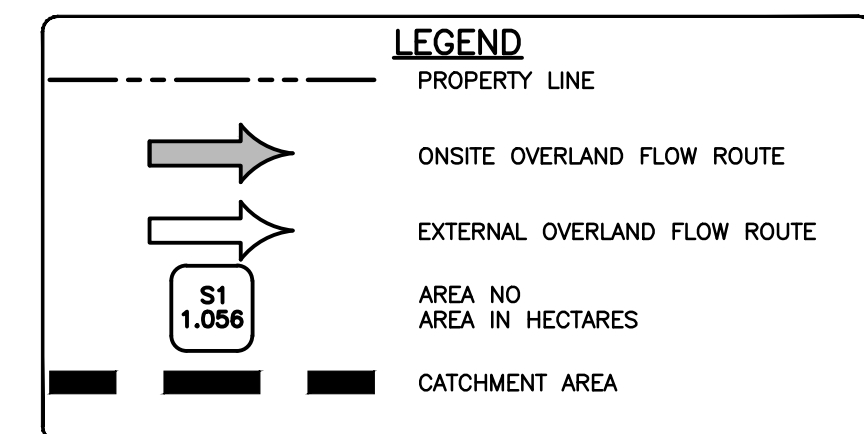 LEGEND
PROPERTY LINE
ONSITE OVERLAND FLOW ROUTE
EXTERNAL OVERLAND FLOW ROUTE
S1
1.056
AREA NO
AREA IN HECTARES
CATCHMENT AREA